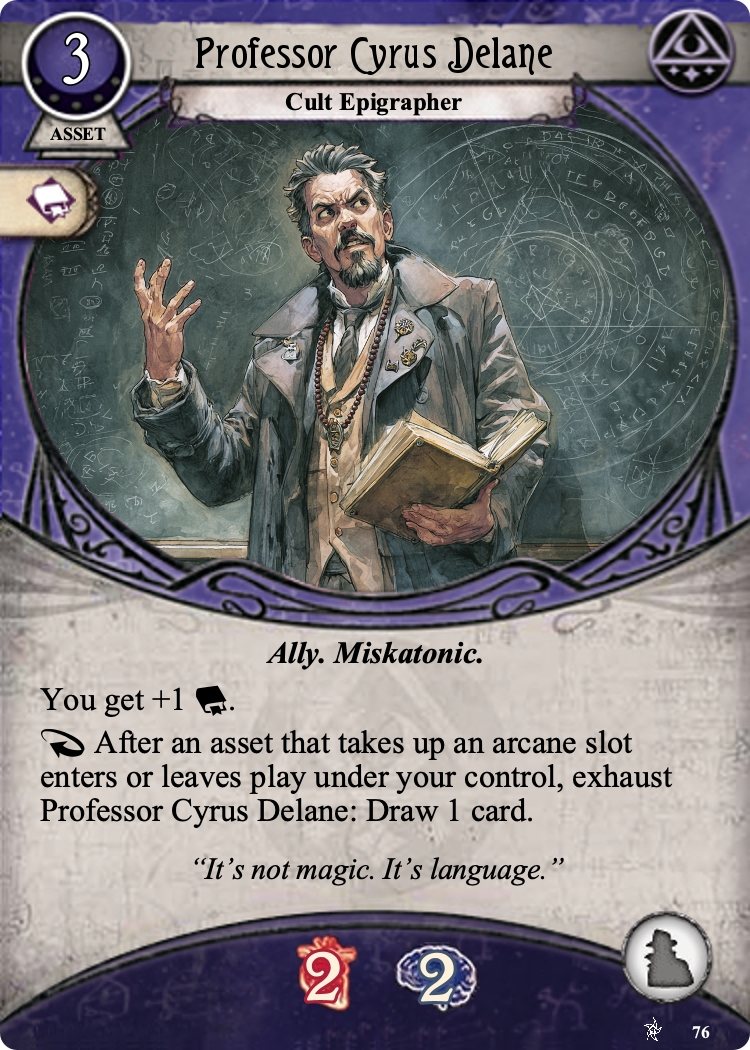 3
Professor Cyrus Delane
Cult Epigrapher
ASSET
Ally. Miskatonic.
You get +1 .
After an asset that takes up an arcane slot
enters or leaves play under your control, exhaust
Professor Cyrus Delane: Draw 1 card.
“It’s not magic. It’s language.”
2 2
76